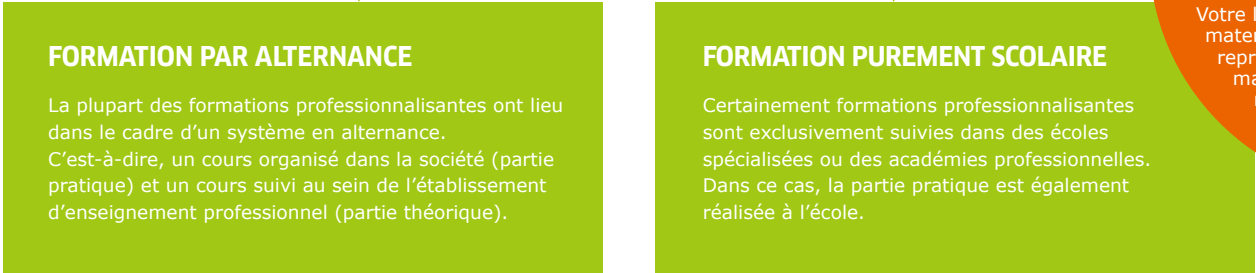 FORMATION PAR ALTERNANCE
La plupart des formations professionnalisantes ont lieu
dans le cadre d'un système en alternance.
C'est-à-dire, un cours organisé dans la société (partie
pratique) et un cours suivi au sein de l'établissement
d'enseignement professionnel (partie théorique).
FORMATION PUREMENT SCOLAIRE
Certainement formations professionnalisantes
sont exclusivement suivies dans des écoles
spécialisées ou des académies professionnelles.
Dans ce cas, la partie pratique est également
réalisée à l'école.
Votre